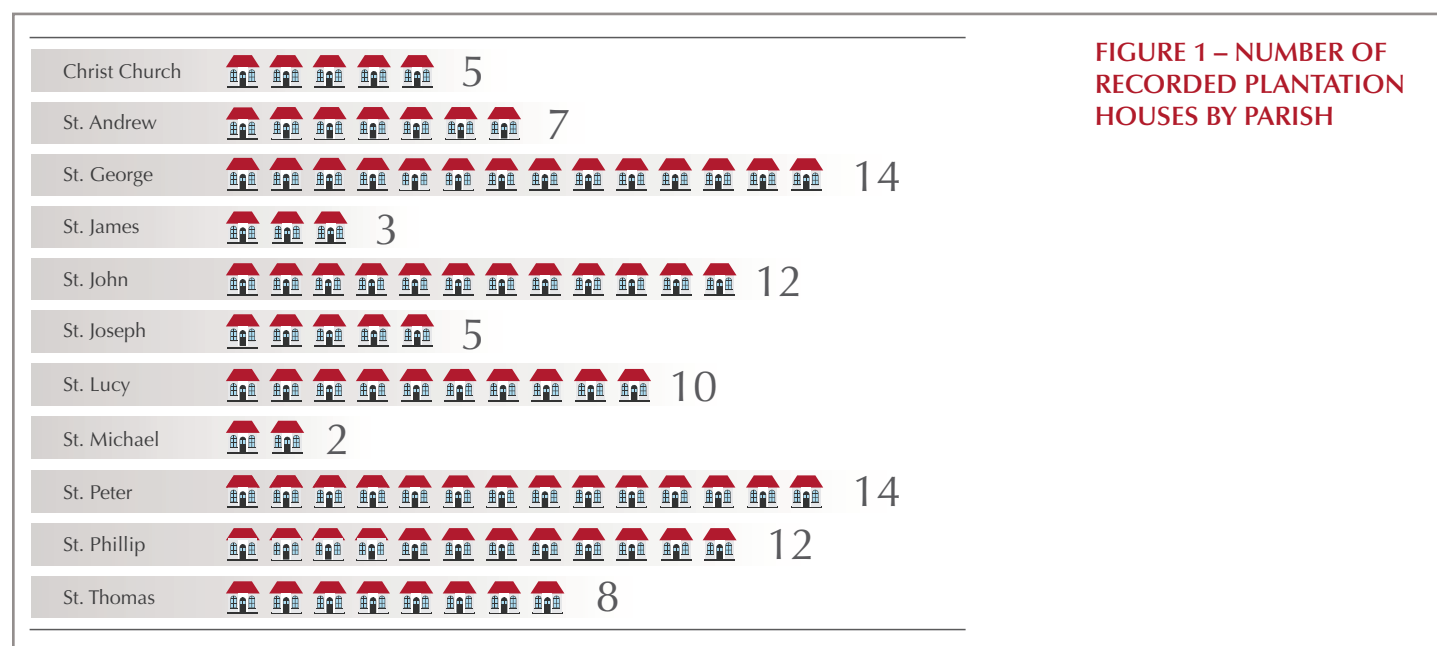 FIGURE 1 – NUMBER OF
RECORDED PLANTATION
HOUSES BY PARISH
Christ Church 5
St. Andrew 7
St. George 14
St. James 3
St. John 12
St. Joseph 5
St. Lucy 10
St. Michael 2
St. Peter 14
St. Phillip 12
St. Thomas 8